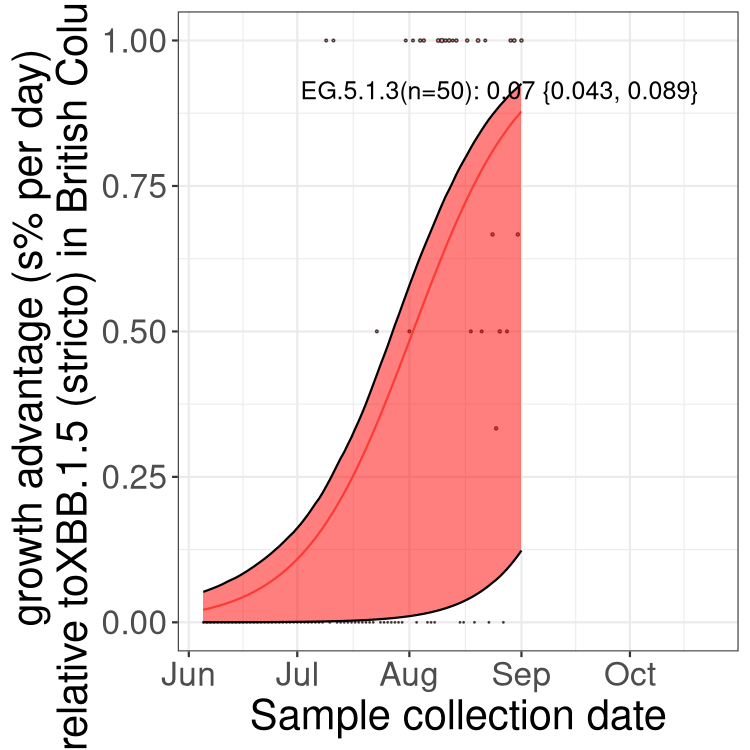 growth advantage (s% per day)
relative toXBB.1.5 (stricto) in British Colu
1.00
0.75
0.50
0.25
0.00
EG.5.1.3(n=50): 0.07 {0.043, 0.089}
Jun Jul Aug Sep Oct
Sample collection date